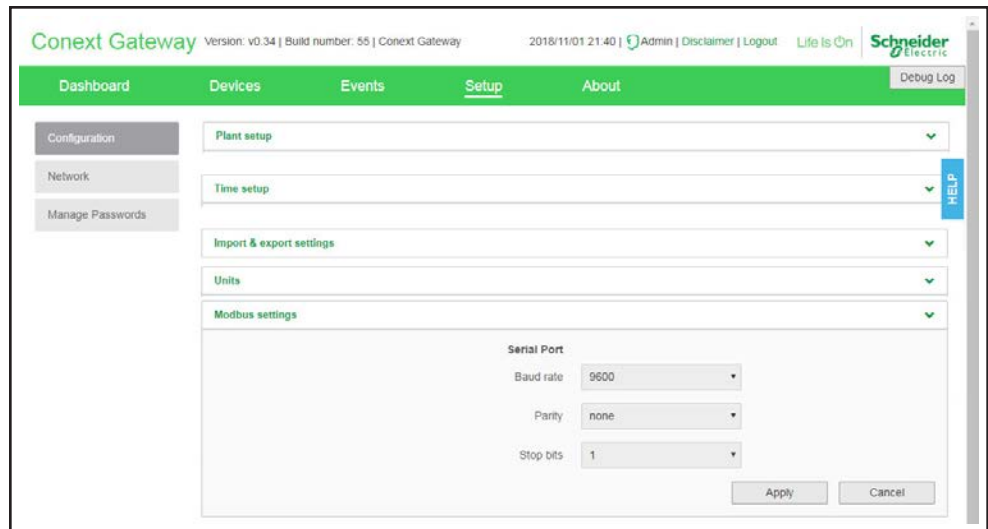 Conext Gateway Version: v0.34 | Build number: 55 | Conext Gateway 2018/11/01 21:40 | Admin | Disclaimer | Logout Life Is On Schneider Electric
Debug Log
Dashboard Devices Events Setup About
Configuration
Network
Manage Passwords
Plant setup
Time setup
HELP
Import & export settings
Units
Modbus settings
Serial Port
Baud rate 9600
Parity none
Stop bits 1
Apply Cancel